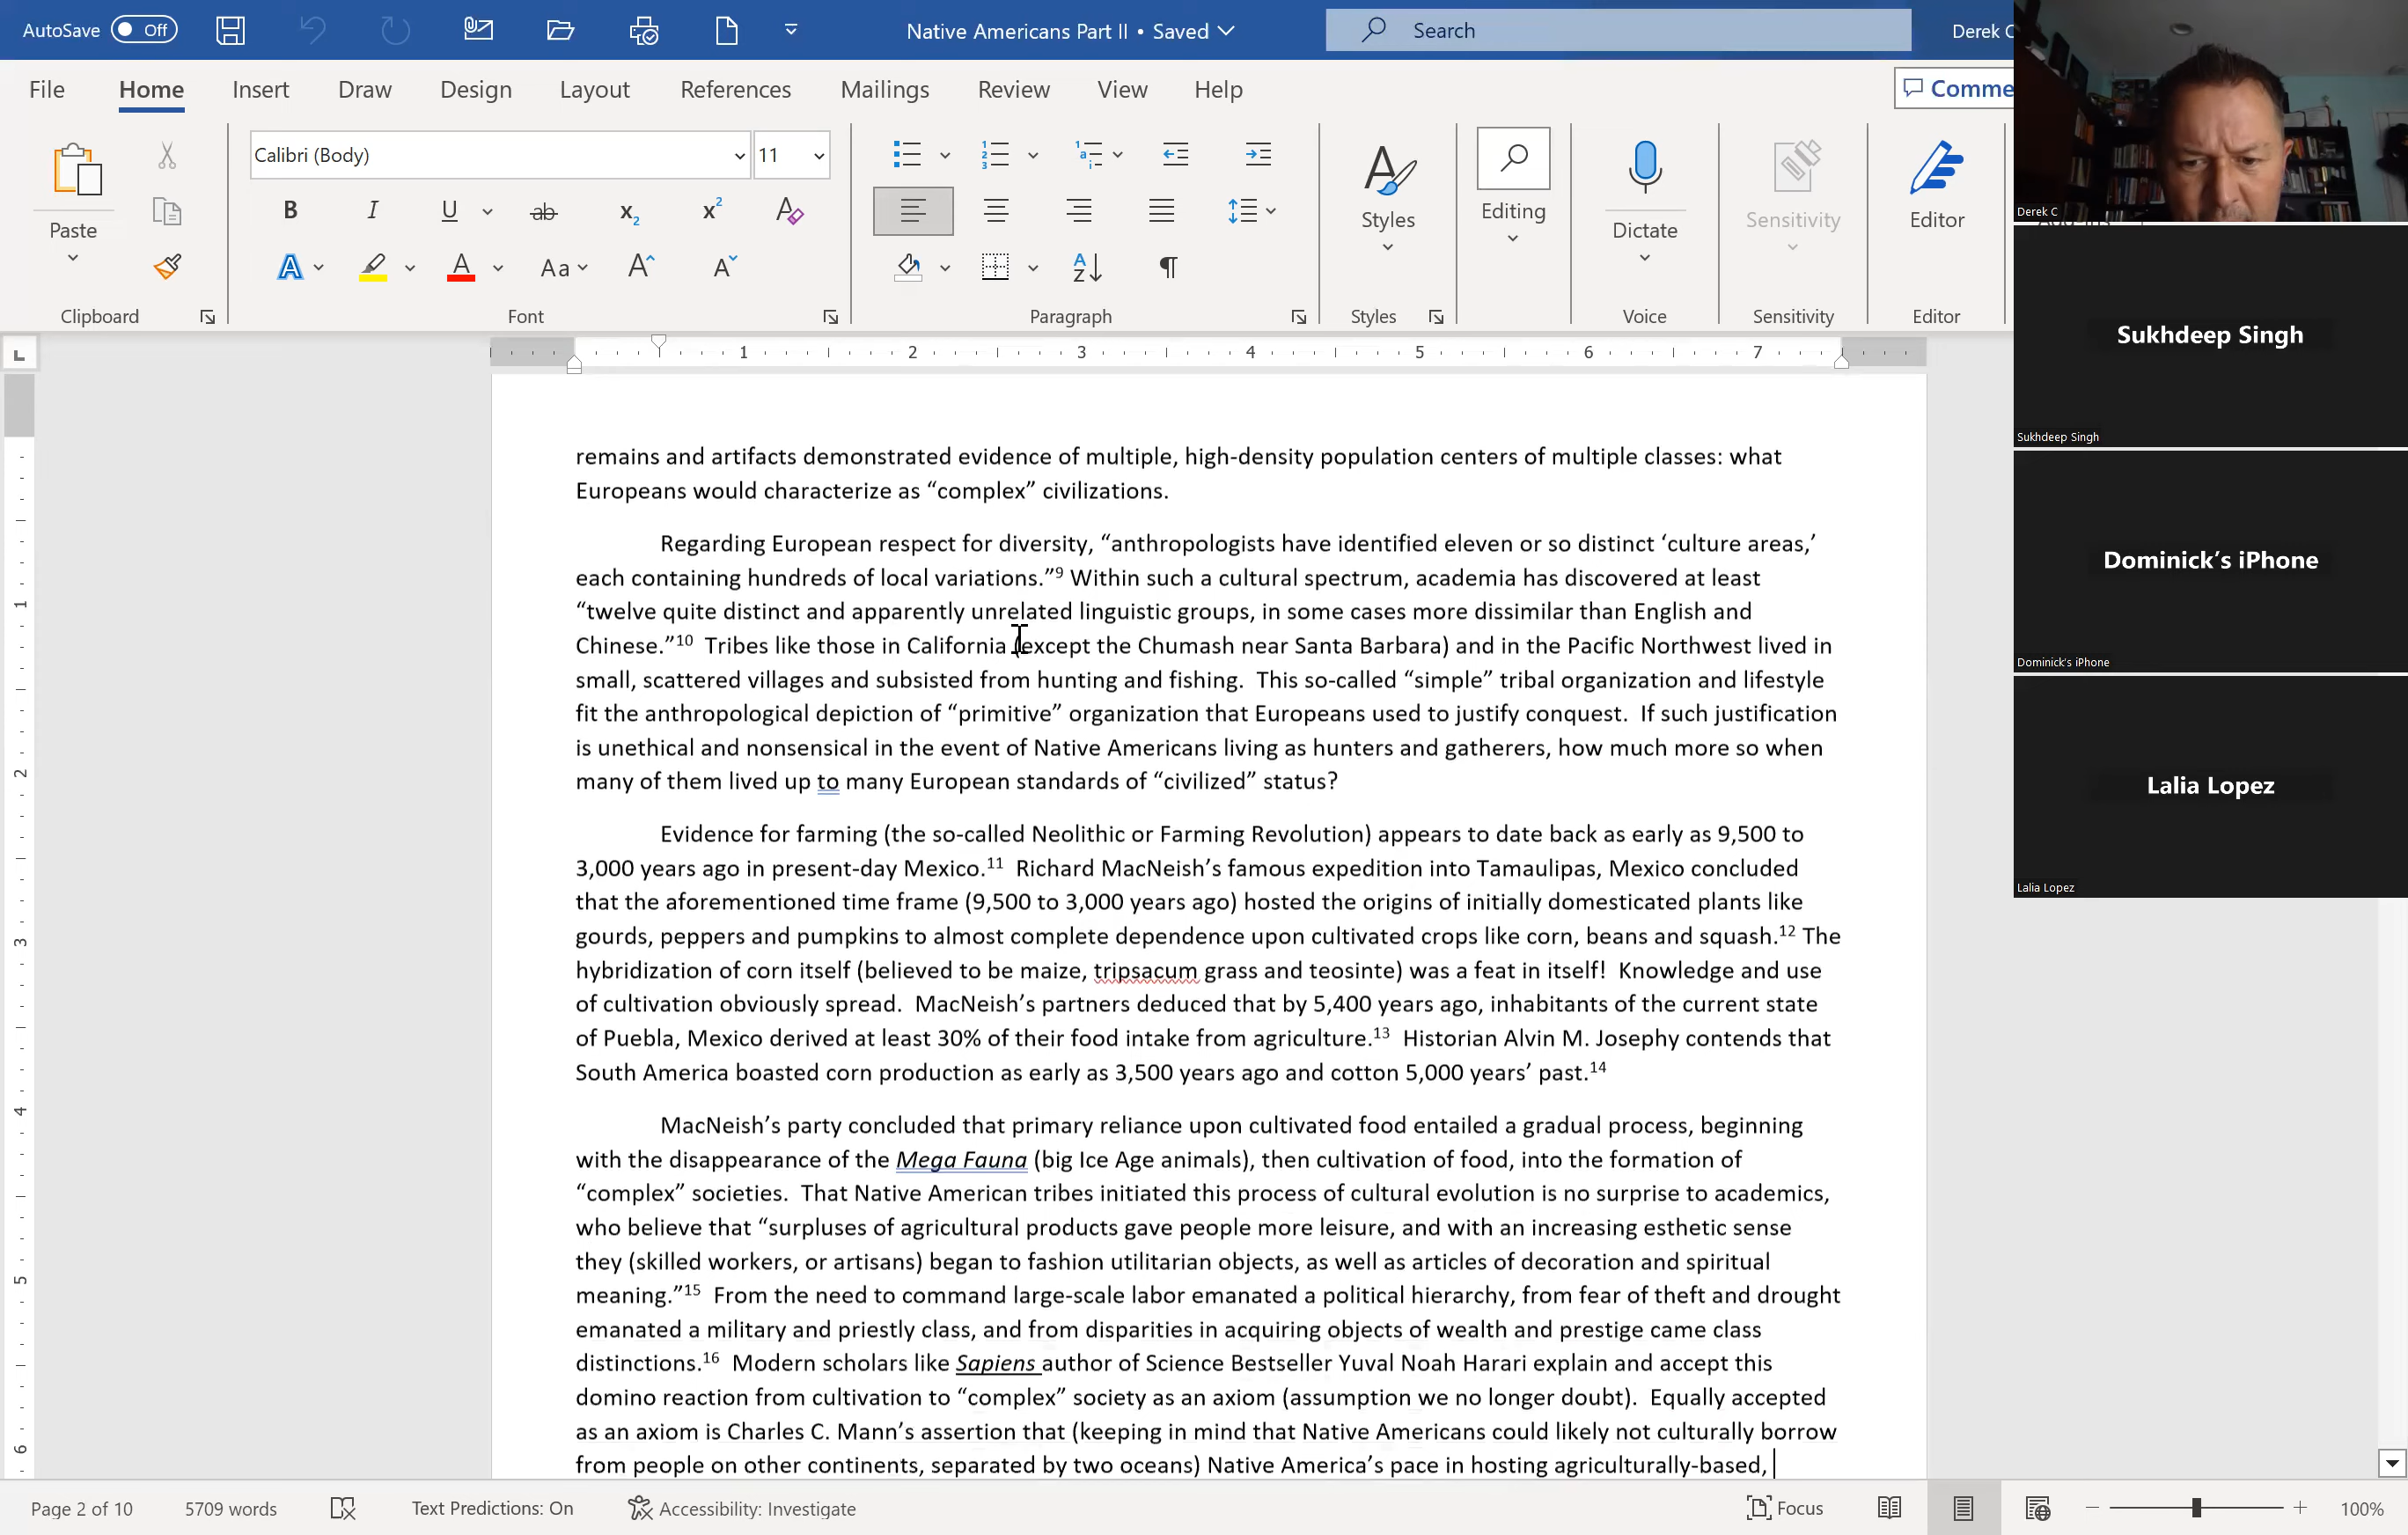 AutoSave Off Native Americans Part II • Saved Search Derek C
File Home Insert Draw Design Layout References Mailings Review View Help Comme
Calibri (Body) 11
Paste Styles Editing Dictate Sensitivity Editor
Clipboard Font Paragraph Styles Voice Sensitivity Editor
Derek C
Sukhdeep Singh
Sukhdeep Singh
Dominick's iPhone
Dominick's iPhone
Lalia Lopez
Lalia Lopez
1 2 3 4 5 6 7
remains and artifacts demonstrated evidence of multiple, high-density population centers of multiple classes: what
Europeans would characterize as “complex” civilizations.
Regarding European respect for diversity, “anthropologists have identified eleven or so distinct ‘culture areas,’
each containing hundreds of local variations.”9 Within such a cultural spectrum, academia has discovered at least
“twelve quite distinct and apparently unrelated linguistic groups, in some cases more dissimilar than English and
Chinese.”10 Tribes like those in California (except the Chumash near Santa Barbara) and in the Pacific Northwest lived in
small, scattered villages and subsisted from hunting and fishing. This so-called “simple” tribal organization and lifestyle
fit the anthropological depiction of “primitive” organization that Europeans used to justify conquest. If such justification
is unethical and nonsensical in the event of Native Americans living as hunters and gatherers, how much more so when
many of them lived up to many European standards of “civilized” status?
Evidence for farming (the so-called Neolithic or Farming Revolution) appears to date back as early as 9,500 to
3,000 years ago in present-day Mexico.11 Richard MacNeish’s famous expedition into Tamaulipas, Mexico concluded
that the aforementioned time frame (9,500 to 3,000 years ago) hosted the origins of initially domesticated plants like
gourds, peppers and pumpkins to almost complete dependence upon cultivated crops like corn, beans and squash.12 The
hybridization of corn itself (believed to be maize, tripsacum grass and teosinte) was a feat in itself! Knowledge and use
of cultivation obviously spread. MacNeish’s partners deduced that by 5,400 years ago, inhabitants of the current state
of Puebla, Mexico derived at least 30% of their food intake from agriculture.13 Historian Alvin M. Josephy contends that
South America boasted corn production as early as 3,500 years ago and cotton 5,000 years’ past.14
MacNeish’s party concluded that primary reliance upon cultivated food entailed a gradual process, beginning
with the disappearance of the Mega Fauna (big Ice Age animals), then cultivation of food, into the formation of
“complex” societies. That Native American tribes initiated this process of cultural evolution is no surprise to academics,
who believe that “surpluses of agricultural products gave people more leisure, and with an increasing esthetic sense
they (skilled workers, or artisans) began to fashion utilitarian objects, as well as articles of decoration and spiritual
meaning.”15 From the need to command large-scale labor emanated a political hierarchy, from fear of theft and drought
emanated a military and priestly class, and from disparities in acquiring objects of wealth and prestige came class
distinctions.16 Modern scholars like Sapiens author of Science Bestseller Yuval Noah Harari explain and accept this
domino reaction from cultivation to “complex” society as an axiom (assumption we no longer doubt). Equally accepted
as an axiom is Charles C. Mann’s assertion that (keeping in mind that Native Americans could likely not culturally borrow
from people on other continents, separated by two oceans) Native America’s pace in hosting agriculturally-based,
1
2
3
4
5
6
Page 2 of 10 5709 words Text Predictions: On Accessibility: Investigate Focus 100%